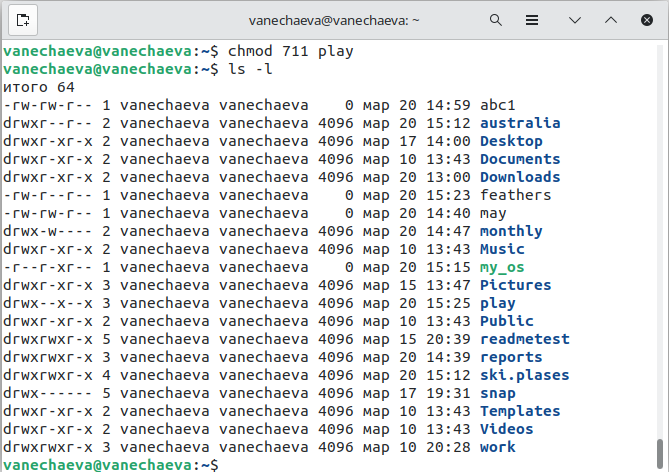 vanechaeva@vanechaeva: ~
vanechaeva@vanechaeva:~$ chmod 711 play
vanechaeva@vanechaeva:~$ ls -l
итого 64
-rw-rw-r-- 1 vanechaeva vanechaeva    0 мар 20 14:59 abc1
drwxr--r-- 2 vanechaeva vanechaeva 4096 мар 20 15:12 australia
drwxr-xr-x 2 vanechaeva vanechaeva 4096 мар 17 14:00 Desktop
drwxr-xr-x 2 vanechaeva vanechaeva 4096 мар 10 13:43 Documents
drwxr-xr-x 2 vanechaeva vanechaeva 4096 мар 20 13:00 Downloads
-rw-r--r-- 1 vanechaeva vanechaeva    0 мар 20 15:23 feathers
-rw-rw-r-- 1 vanechaeva vanechaeva    0 мар 20 14:40 may
drwx-w---- 2 vanechaeva vanechaeva 4096 мар 20 14:47 monthly
drwxr-xr-x 2 vanechaeva vanechaeva 4096 мар 10 13:43 Music
-r--r-xr-- 1 vanechaeva vanechaeva    0 мар 20 15:15 my_os
drwxr-xr-x 3 vanechaeva vanechaeva 4096 мар 15 13:47 Pictures
drwx--x--x 3 vanechaeva vanechaeva 4096 мар 20 15:25 play
drwxr-xr-x 2 vanechaeva vanechaeva 4096 мар 10 13:43 Public
drwxrwxr-x 5 vanechaeva vanechaeva 4096 мар 15 20:39 readmetest
drwxrwxr-x 3 vanechaeva vanechaeva 4096 мар 20 14:39 reports
drwxrwxr-x 4 vanechaeva vanechaeva 4096 мар 20 15:12 ski.plases
drwx------ 5 vanechaeva vanechaeva 4096 мар 17 19:31 snap
drwxr-xr-x 2 vanechaeva vanechaeva 4096 мар 10 13:43 Templates
drwxr-xr-x 2 vanechaeva vanechaeva 4096 мар 10 13:43 Videos
drwxrwxr-x 3 vanechaeva vanechaeva 4096 мар 10 20:28 work
vanechaeva@vanechaeva:~$